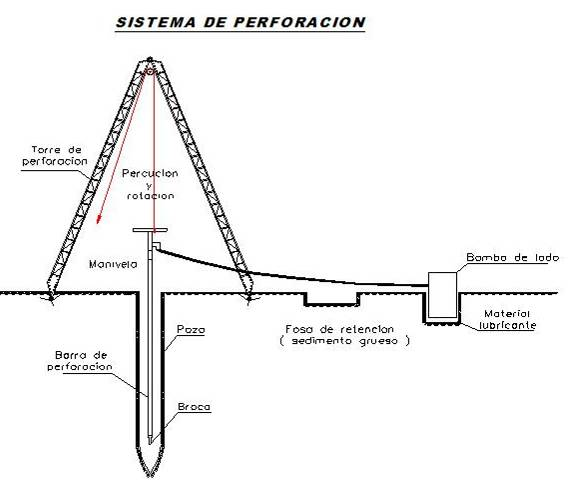 SISTEMA DE PERFORACION
Torre de
perforacion
Percucion
y
rotacion
Manivela
Bomba de lodo
Material
lubricante
Fosa de retencion
( sedimento grueso )
Pozo
Barra de
perforacion
Broca